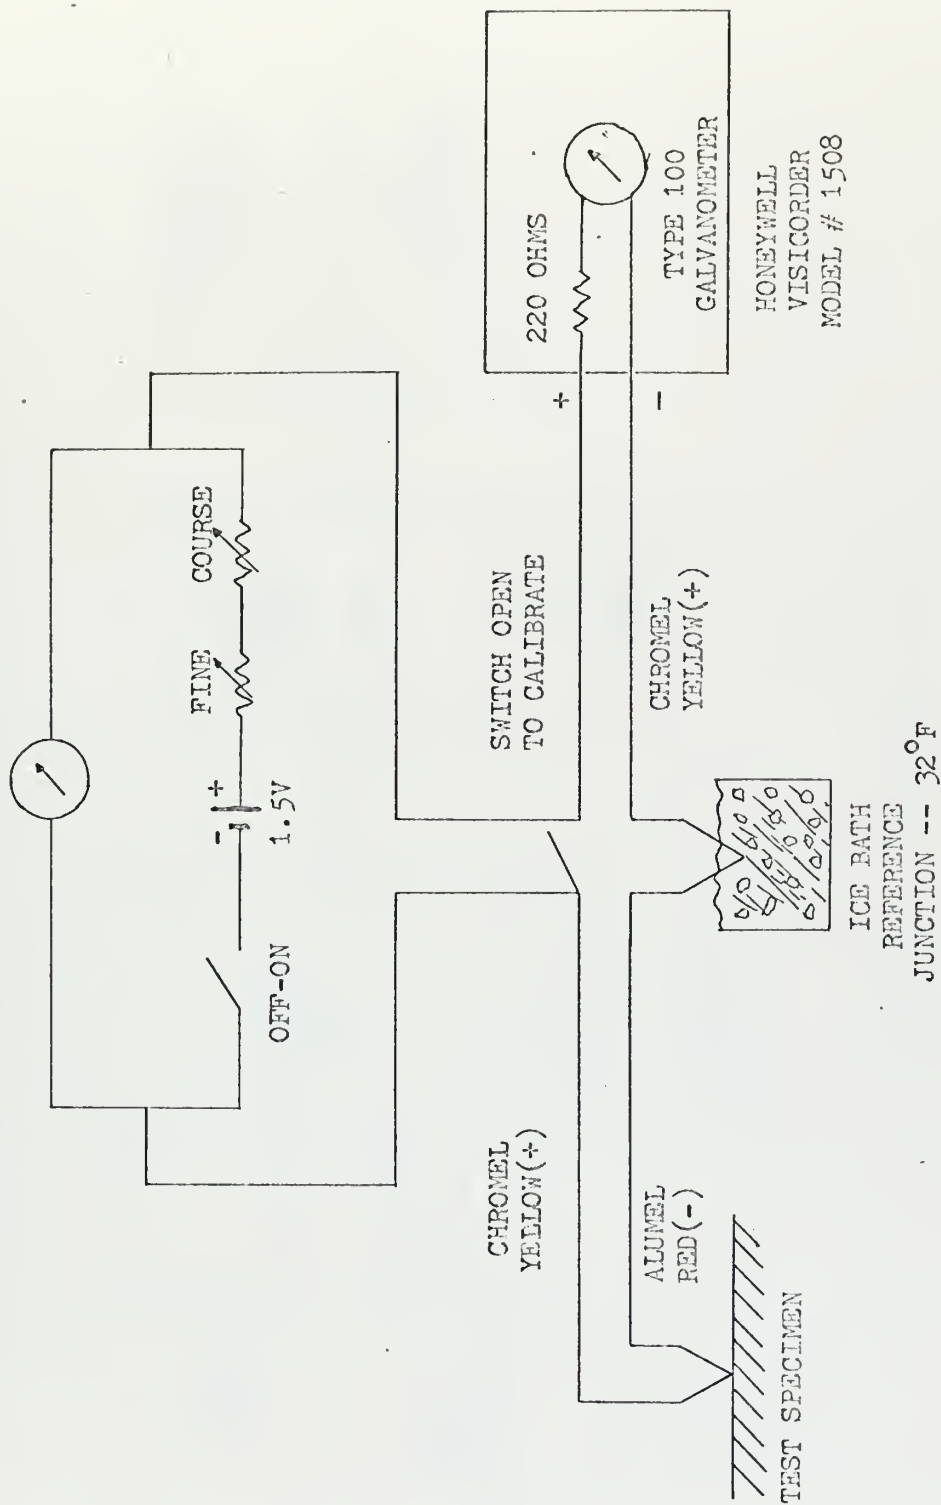 FINE
COURSE
-
+
1.5V
OFF-ON
SWITCH OPEN
TO CALIBRATE
220 OHMS
+
-
TYPE 100
GALVANOMETER
HONEYWELL
VISICORDER
MODEL # 1508
CHROMEL
YELLOW(+)
CHROMEL
YELLOW(+)
ALUMEL
RED(-)
ICE BATH
REFERENCE
JUNCTION -- 32°F
TEST SPECIMEN